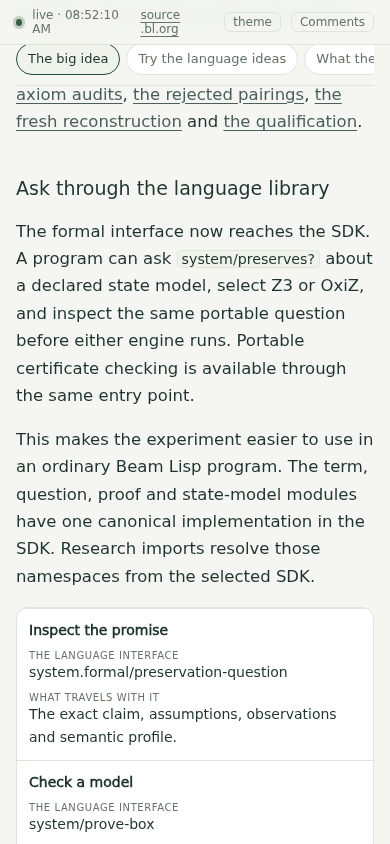 live · 08:52:10 AM
source.bl.org
theme
Comments
The big idea
Try the language ideas
What the
axiom audits, the rejected pairings, the
fresh reconstruction and the qualification.
Ask through the language library
The formal interface now reaches the SDK.
A program can ask system/preserves? about
a declared state model, select Z3 or OxiZ,
and inspect the same portable question
before either engine runs. Portable
certificate checking is available through
the same entry point.
This makes the experiment easier to use in
an ordinary Beam Lisp program. The term,
question, proof and state-model modules
have one canonical implementation in the
SDK. Research imports resolve those
namespaces from the selected SDK.
Inspect the promise
THE LANGUAGE INTERFACE
system.formal/preservation-question
WHAT TRAVELS WITH IT
The exact claim, assumptions, observations
and semantic profile.
Check a model
THE LANGUAGE INTERFACE
system/prove-box